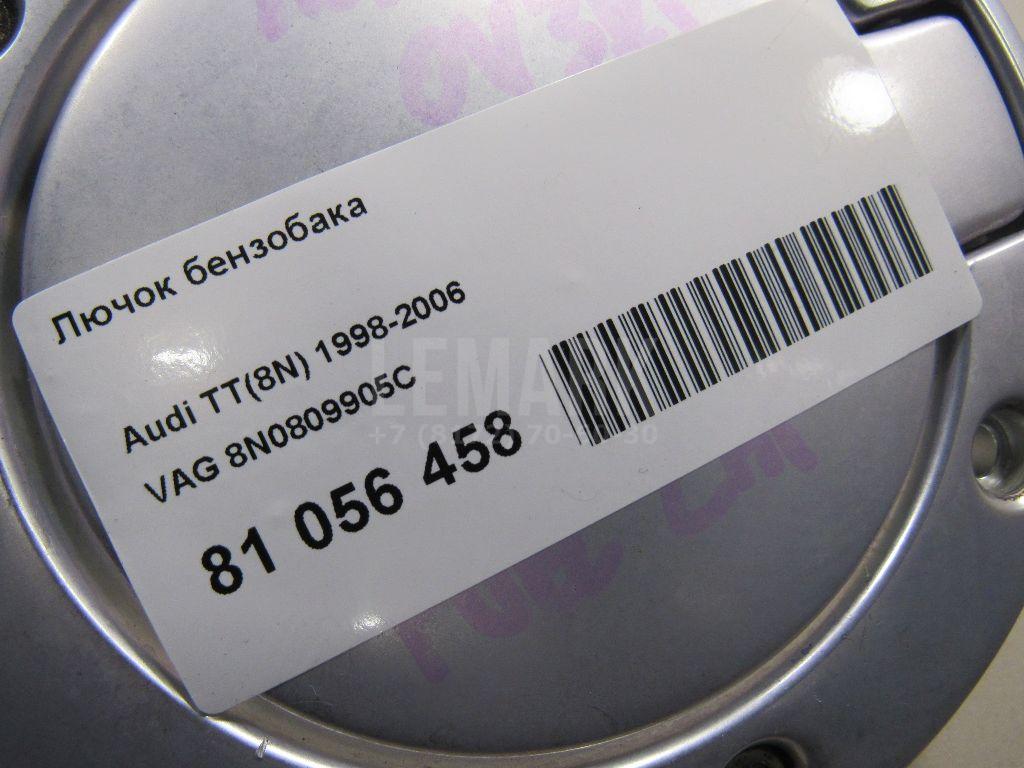 Лючок бензобака
Audi TT(8N) 1998-2006
VAG 8N0809905C
81 056 458